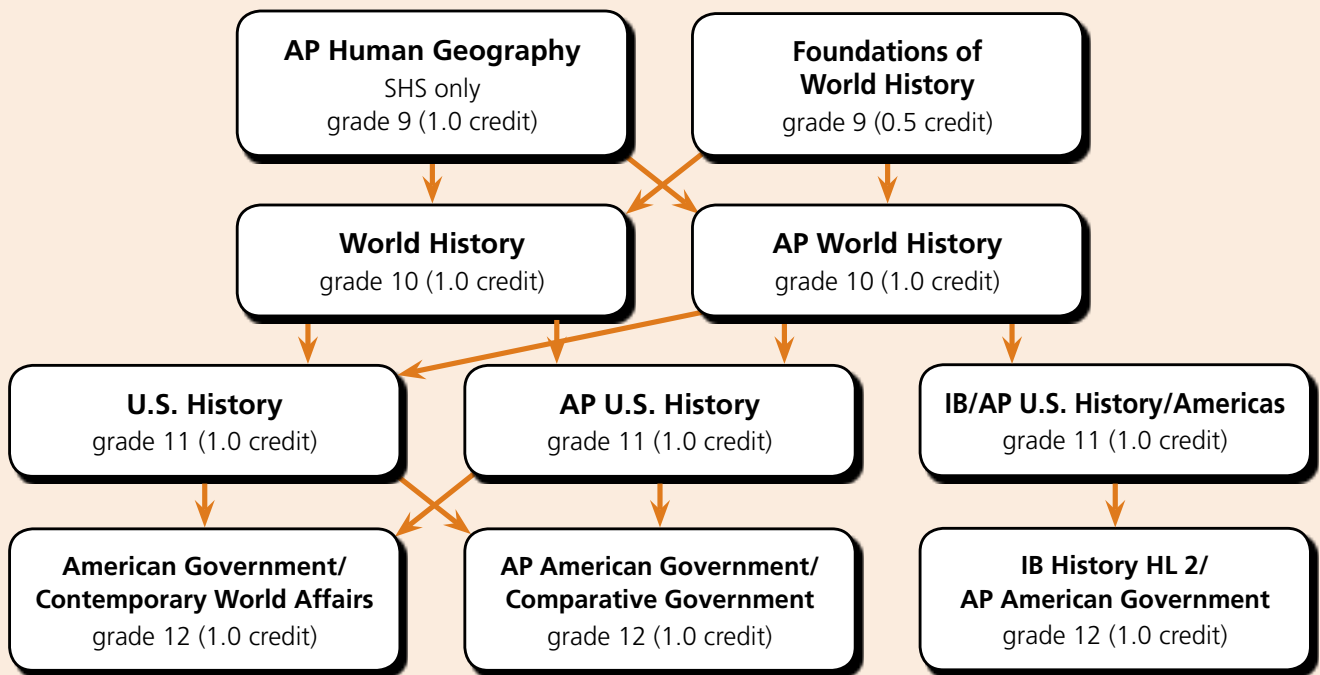 AP Human Geography
SHS only
grade 9 (1.0 credit)
Foundations of
World History
grade 9 (0.5 credit)
World History
grade 10 (1.0 credit)
AP World History
grade 10 (1.0 credit)
U.S. History
grade 11 (1.0 credit)
AP U.S. History
grade 11 (1.0 credit)
IB/AP U.S. History/Americas
grade 11 (1.0 credit)
American Government/
Contemporary World Affairs
grade 12 (1.0 credit)
AP American Government/
Comparative Government
grade 12 (1.0 credit)
IB History HL 2/
AP American Government
grade 12 (1.0 credit)